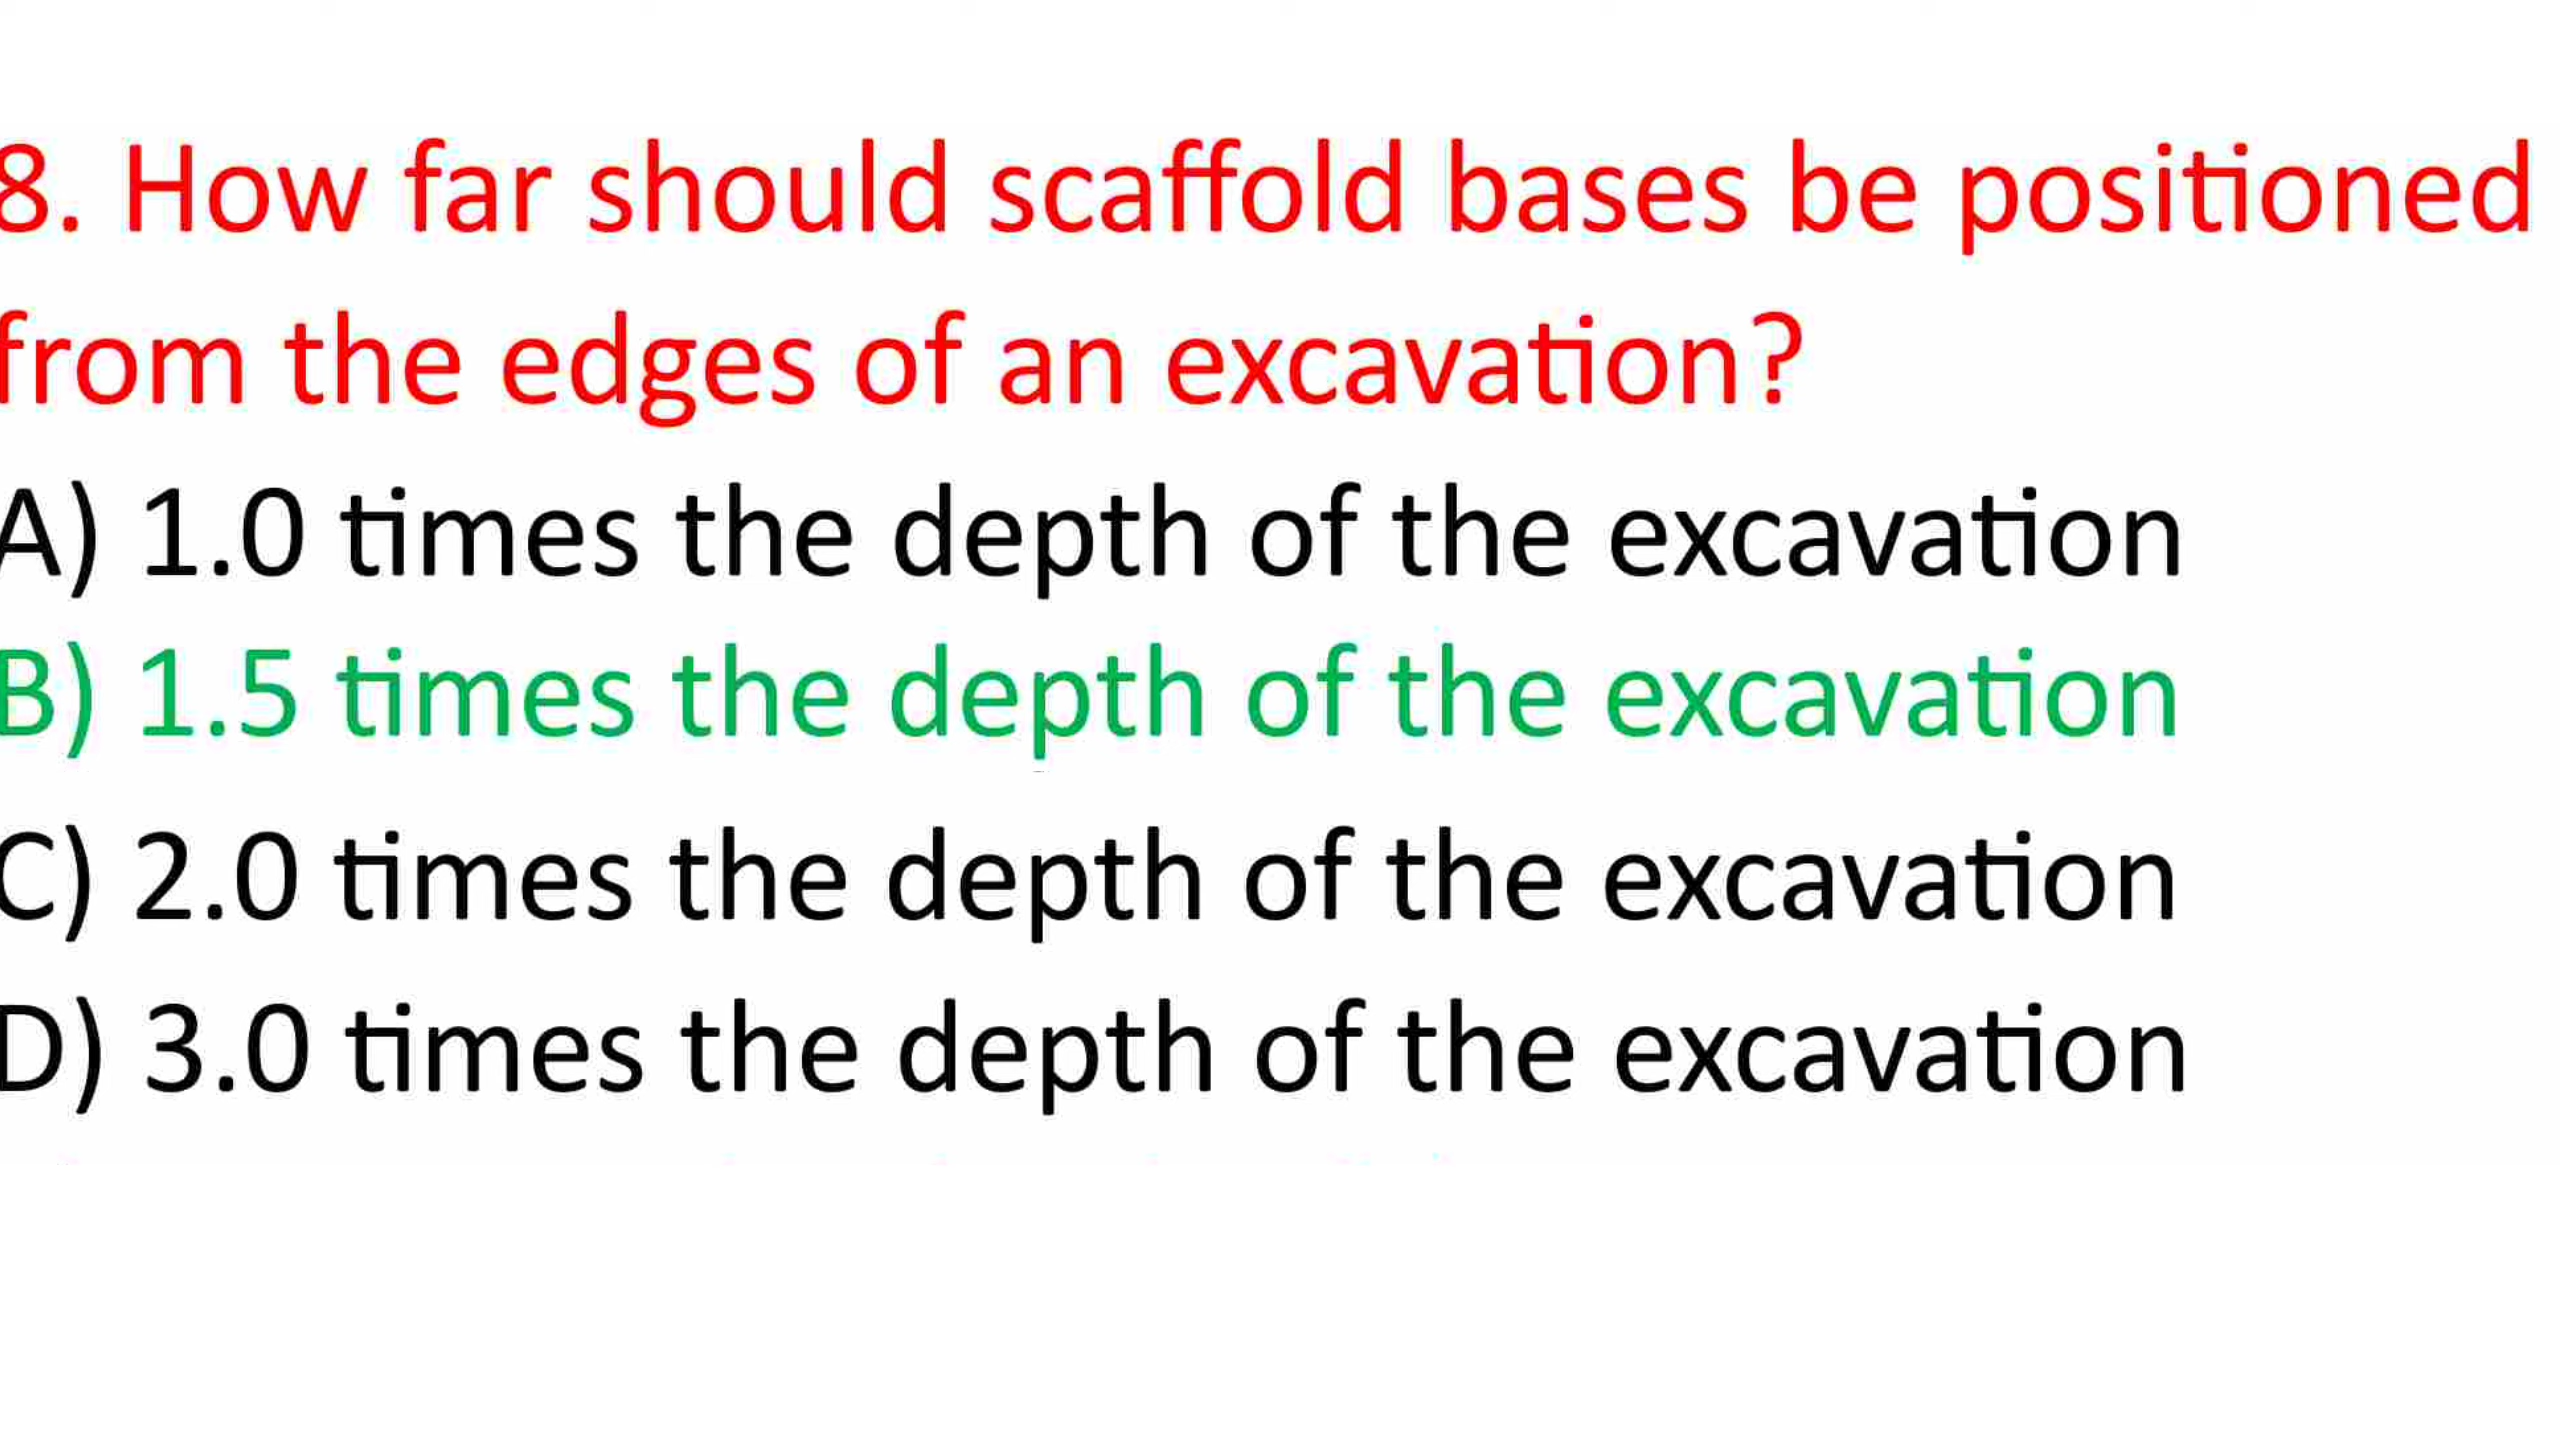 8. How far should scaffold bases be positioned
from the edges of an excavation?
A) 1.0 times the depth of the excavation
B) 1.5 times the depth of the excavation
C) 2.0 times the depth of the excavation
D) 3.0 times the depth of the excavation